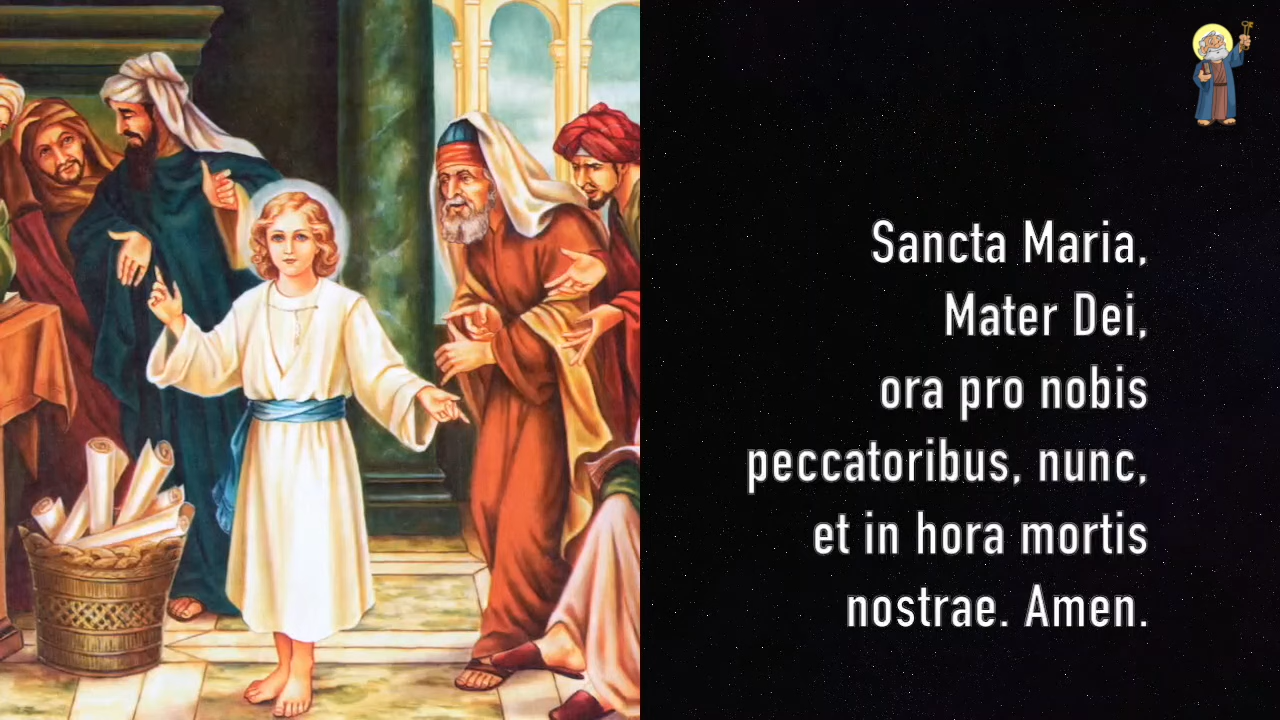 Sancta Maria,
Mater Dei,
ora pro nobis
peccatoribus, nunc,
et in hora mortis
nostrae. Amen.